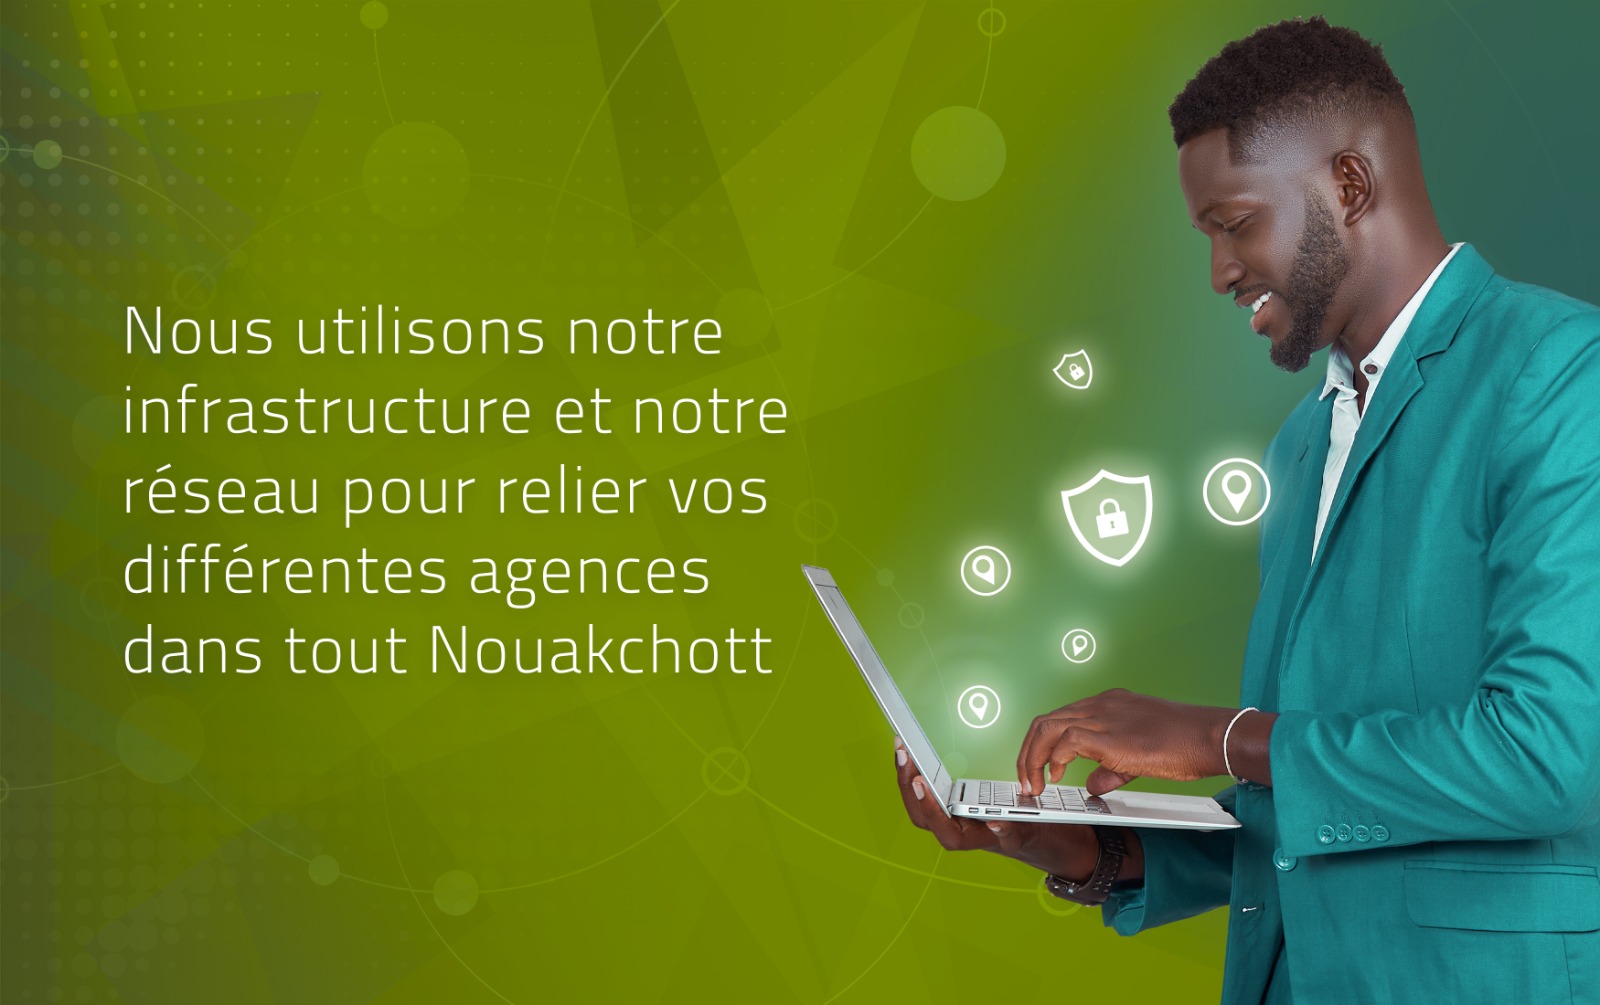 Nous utilisons notre
infrastructure et notre
réseau pour relier vos
différentes agences
dans tout Nouakchott